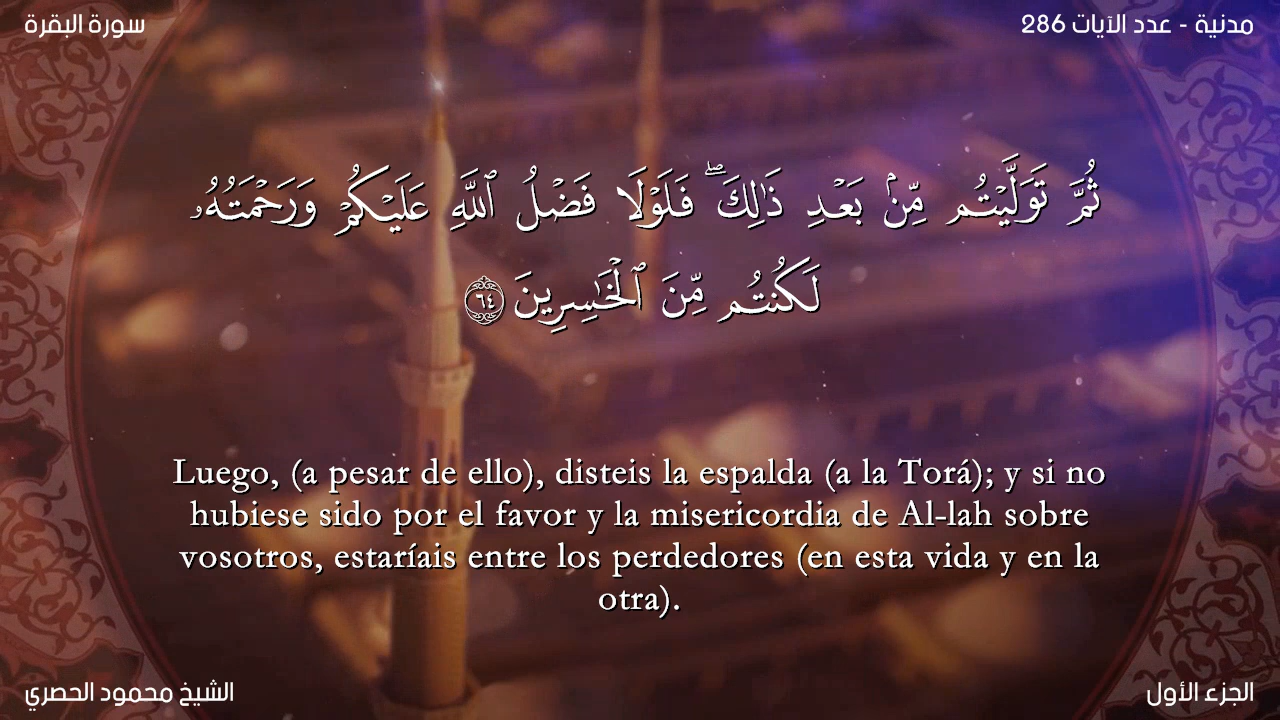 سورة البقرة
مدنية - عدد الآيات 286
ثُمَّ تَوَلَّيْتُم مِّنۢ بَعْدِ ذَٰلِكَ ۖ فَلَوْلَا فَضْلُ ٱللَّهِ عَلَيْكُمْ وَرَحْمَتُهُۥ
لَكُنتُم مِّنَ ٱلْخَـٰسِرِينَ ٦٤
Luego, (a pesar de ello), disteis la espalda (a la Torá); y si no
hubiese sido por el favor y la misericordia de Al-lah sobre
vosotros, estaríais entre los perdedores (en esta vida y en la
otra).
الشيخ محمود الحصري
الجزء الأول